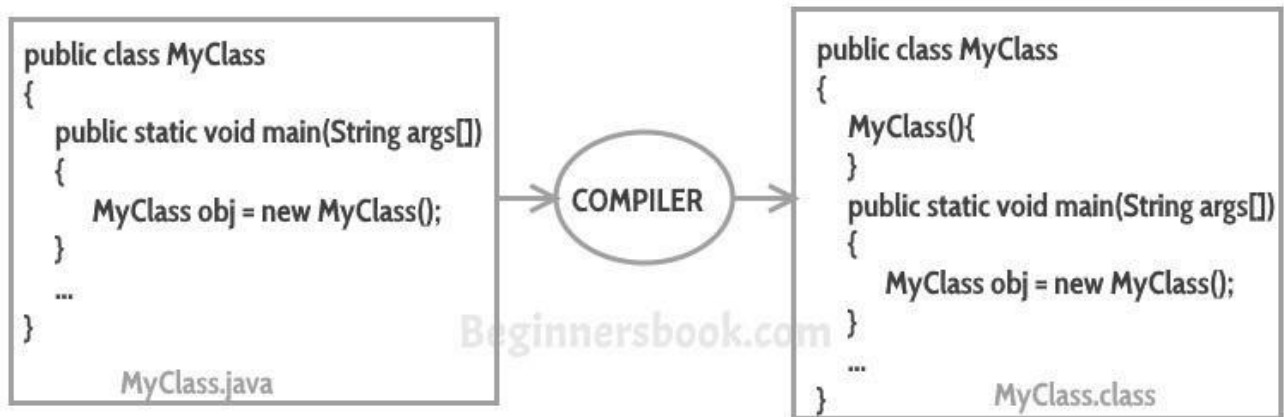 public class MyClass
{
public static void main(String args[])
{
MyClass obj = new MyClass();
}
...
}
MyClass.java
COMPILER
public class MyClass
{
MyClass(){
}
public static void main(String args[])
{
MyClass obj = new MyClass();
}
...
}
MyClass.class
Beginnersbook.com